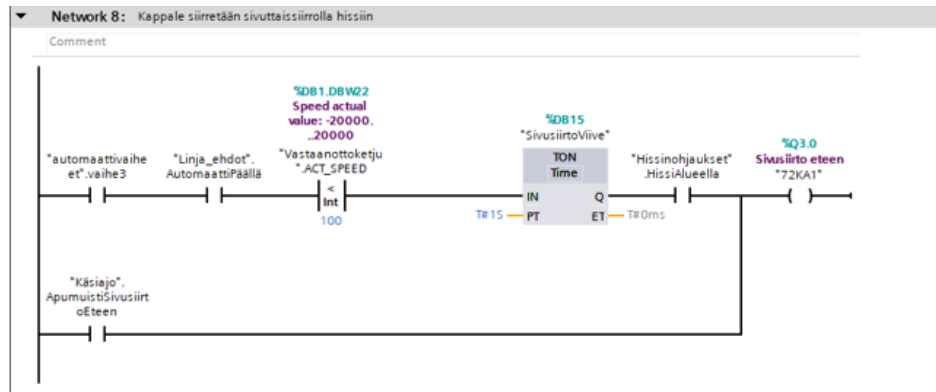 Network 8: Kappale siirretään sivuttaissiirrolla hissiin
Comment
%DB1.DBW22
Speed actual
value: -20000.
..20000
"Vastaanottoketju
".ACT_SPEED
<
Int
100
"automaattivaihe
et".vaihe3
"Linja_ehdot".
AutomaattiPäällä
%DB15
"SivusiirtoViive"
TON
Time
IN
Q
T#1S
PT
ET
T#0ms
"Hissinohjaukset"
.HissiAlueella
%Q3.0
Sivusiirto eteen
"72KA1"
"Käsiajo".
ApumuistiSivusiirt
oEteen